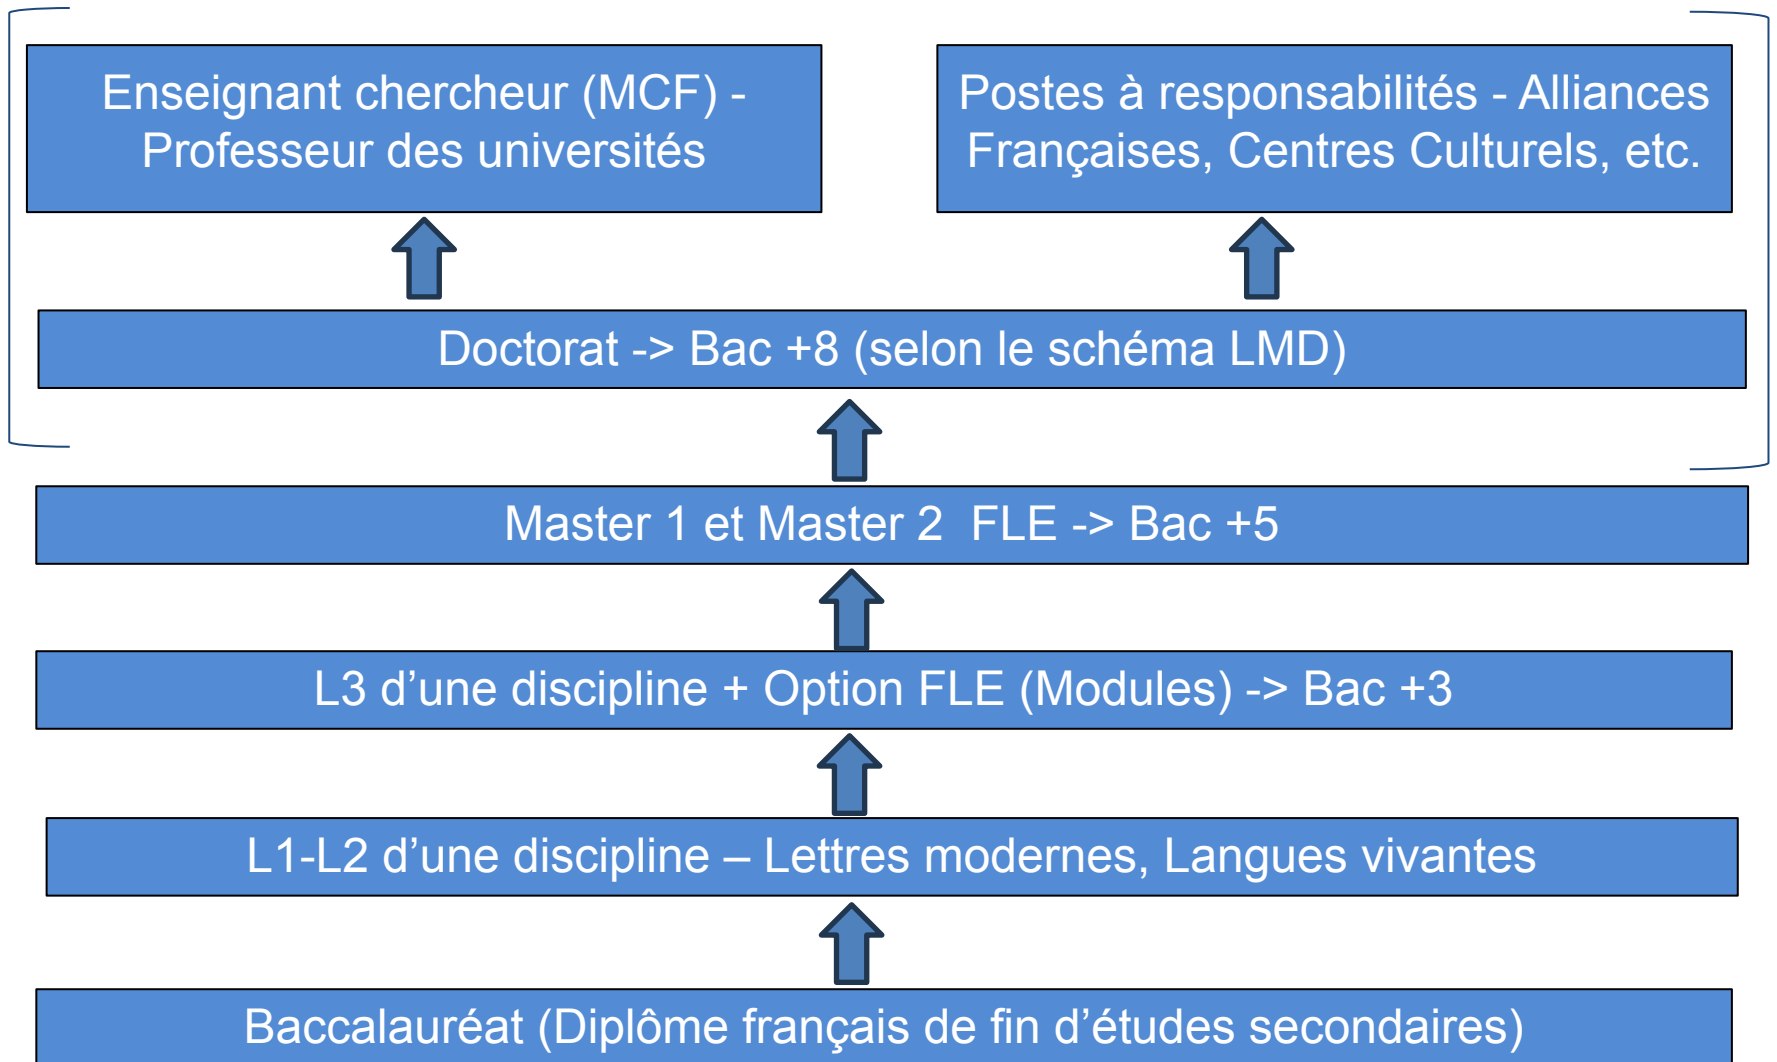 Enseignant chercheur (MCF) -
Professeur des universités
Postes à responsabilités - Alliances
Françaises, Centres Culturels, etc.
Doctorat -> Bac +8 (selon le schéma LMD)
Master 1 et Master 2  FLE -> Bac +5
L3 d’une discipline + Option FLE (Modules) -> Bac +3
L1-L2 d’une discipline – Lettres modernes, Langues vivantes
Baccalauréat (Diplôme français de fin d’études secondaires)